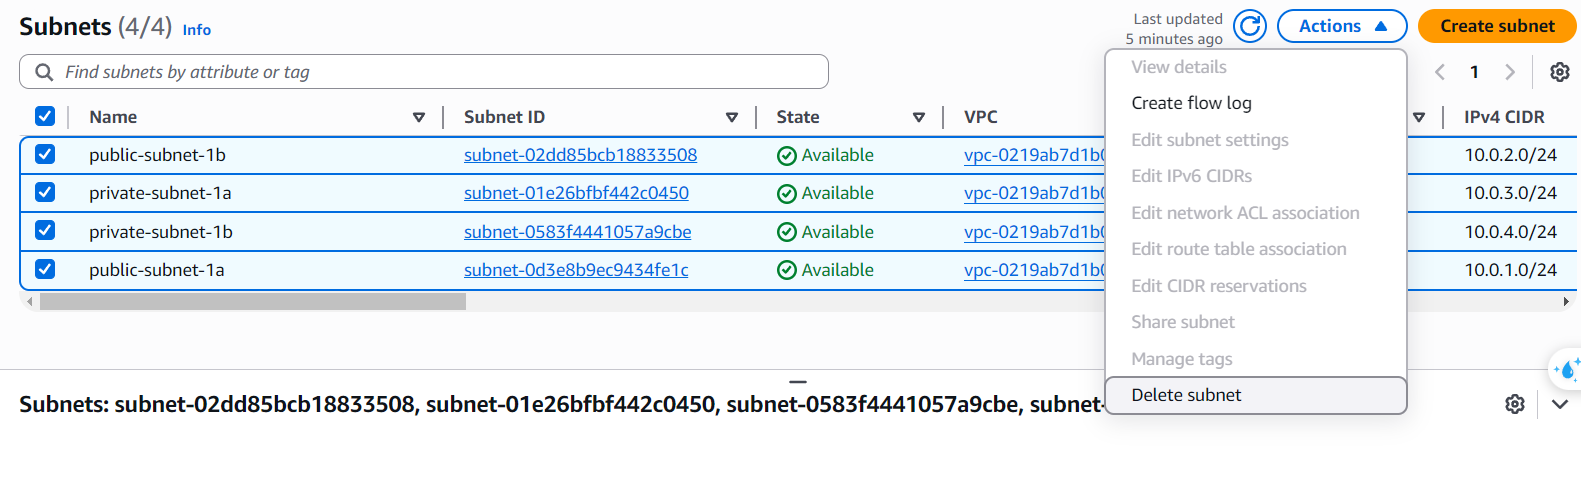 Subnets (4/4) Info
Last updated
5 minutes ago
Actions
Create subnet
Find subnets by attribute or tag
1
Name Subnet ID State VPC IPv4 CIDR
public-subnet-1b subnet-02dd85bcb18833508 Available vpc-0219ab7d1b 10.0.2.0/24
private-subnet-1a subnet-01e26bfbf442c0450 Available vpc-0219ab7d1b 10.0.3.0/24
private-subnet-1b subnet-0583f4441057a9cbe Available vpc-0219ab7d1b 10.0.4.0/24
public-subnet-1a subnet-0d3e8b9ec9434fe1c Available vpc-0219ab7d1b 10.0.1.0/24
View details
Create flow log
Edit subnet settings
Edit IPv6 CIDRs
Edit network ACL association
Edit route table association
Edit CIDR reservations
Share subnet
Manage tags
Delete subnet
Subnets: subnet-02dd85bcb18833508, subnet-01e26bfbf442c0450, subnet-0583f4441057a9cbe, subnet-